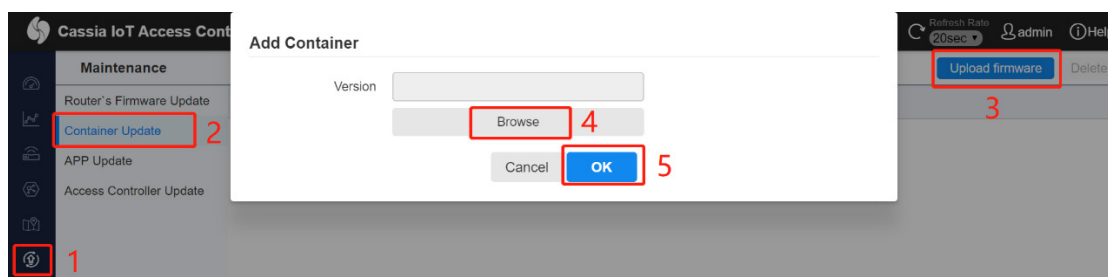 Cassia IoT Access Cont
Refresh Rate
20sec
admin
Help
Add Container
Maintenance
Upload firmware
Delete
3
Version
Router`s Firmware Update
Container Update
2
Browse
4
APP Update
Cancel
OK
5
Access Controller Update
1